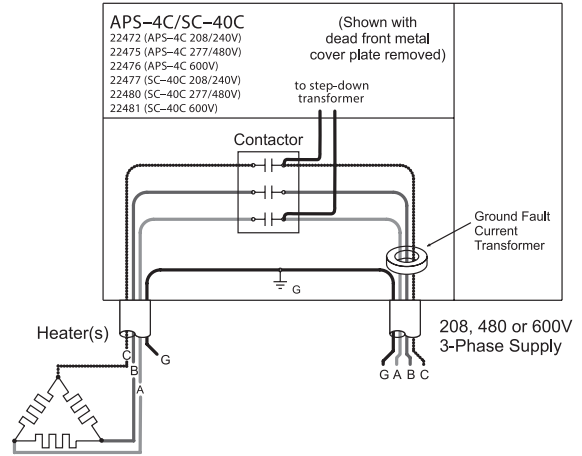 APS-4C/SC-40C
22472 (APS–4C 208/240V)
22475 (APS–4C 277/480V)
22476 (APS–4C 600V)
22477 (SC–40C 208/240V)
22480 (SC–40C 277/480V)
22481 (SC–40C 600V)
(Shown with
dead front metal
cover plate removed)
to step-down
transformer
Contactor
Ground Fault
Current
Transformer
G
Heater(s)
208, 480 or 600V
3-Phase Supply
C
B
A
G
G A B C